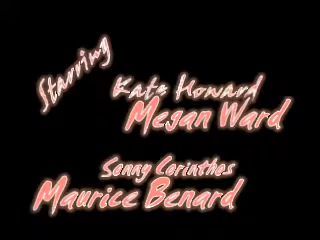 Starring
Kate Howard
Megan Ward
Sonny Corinthos
Maurice Benard